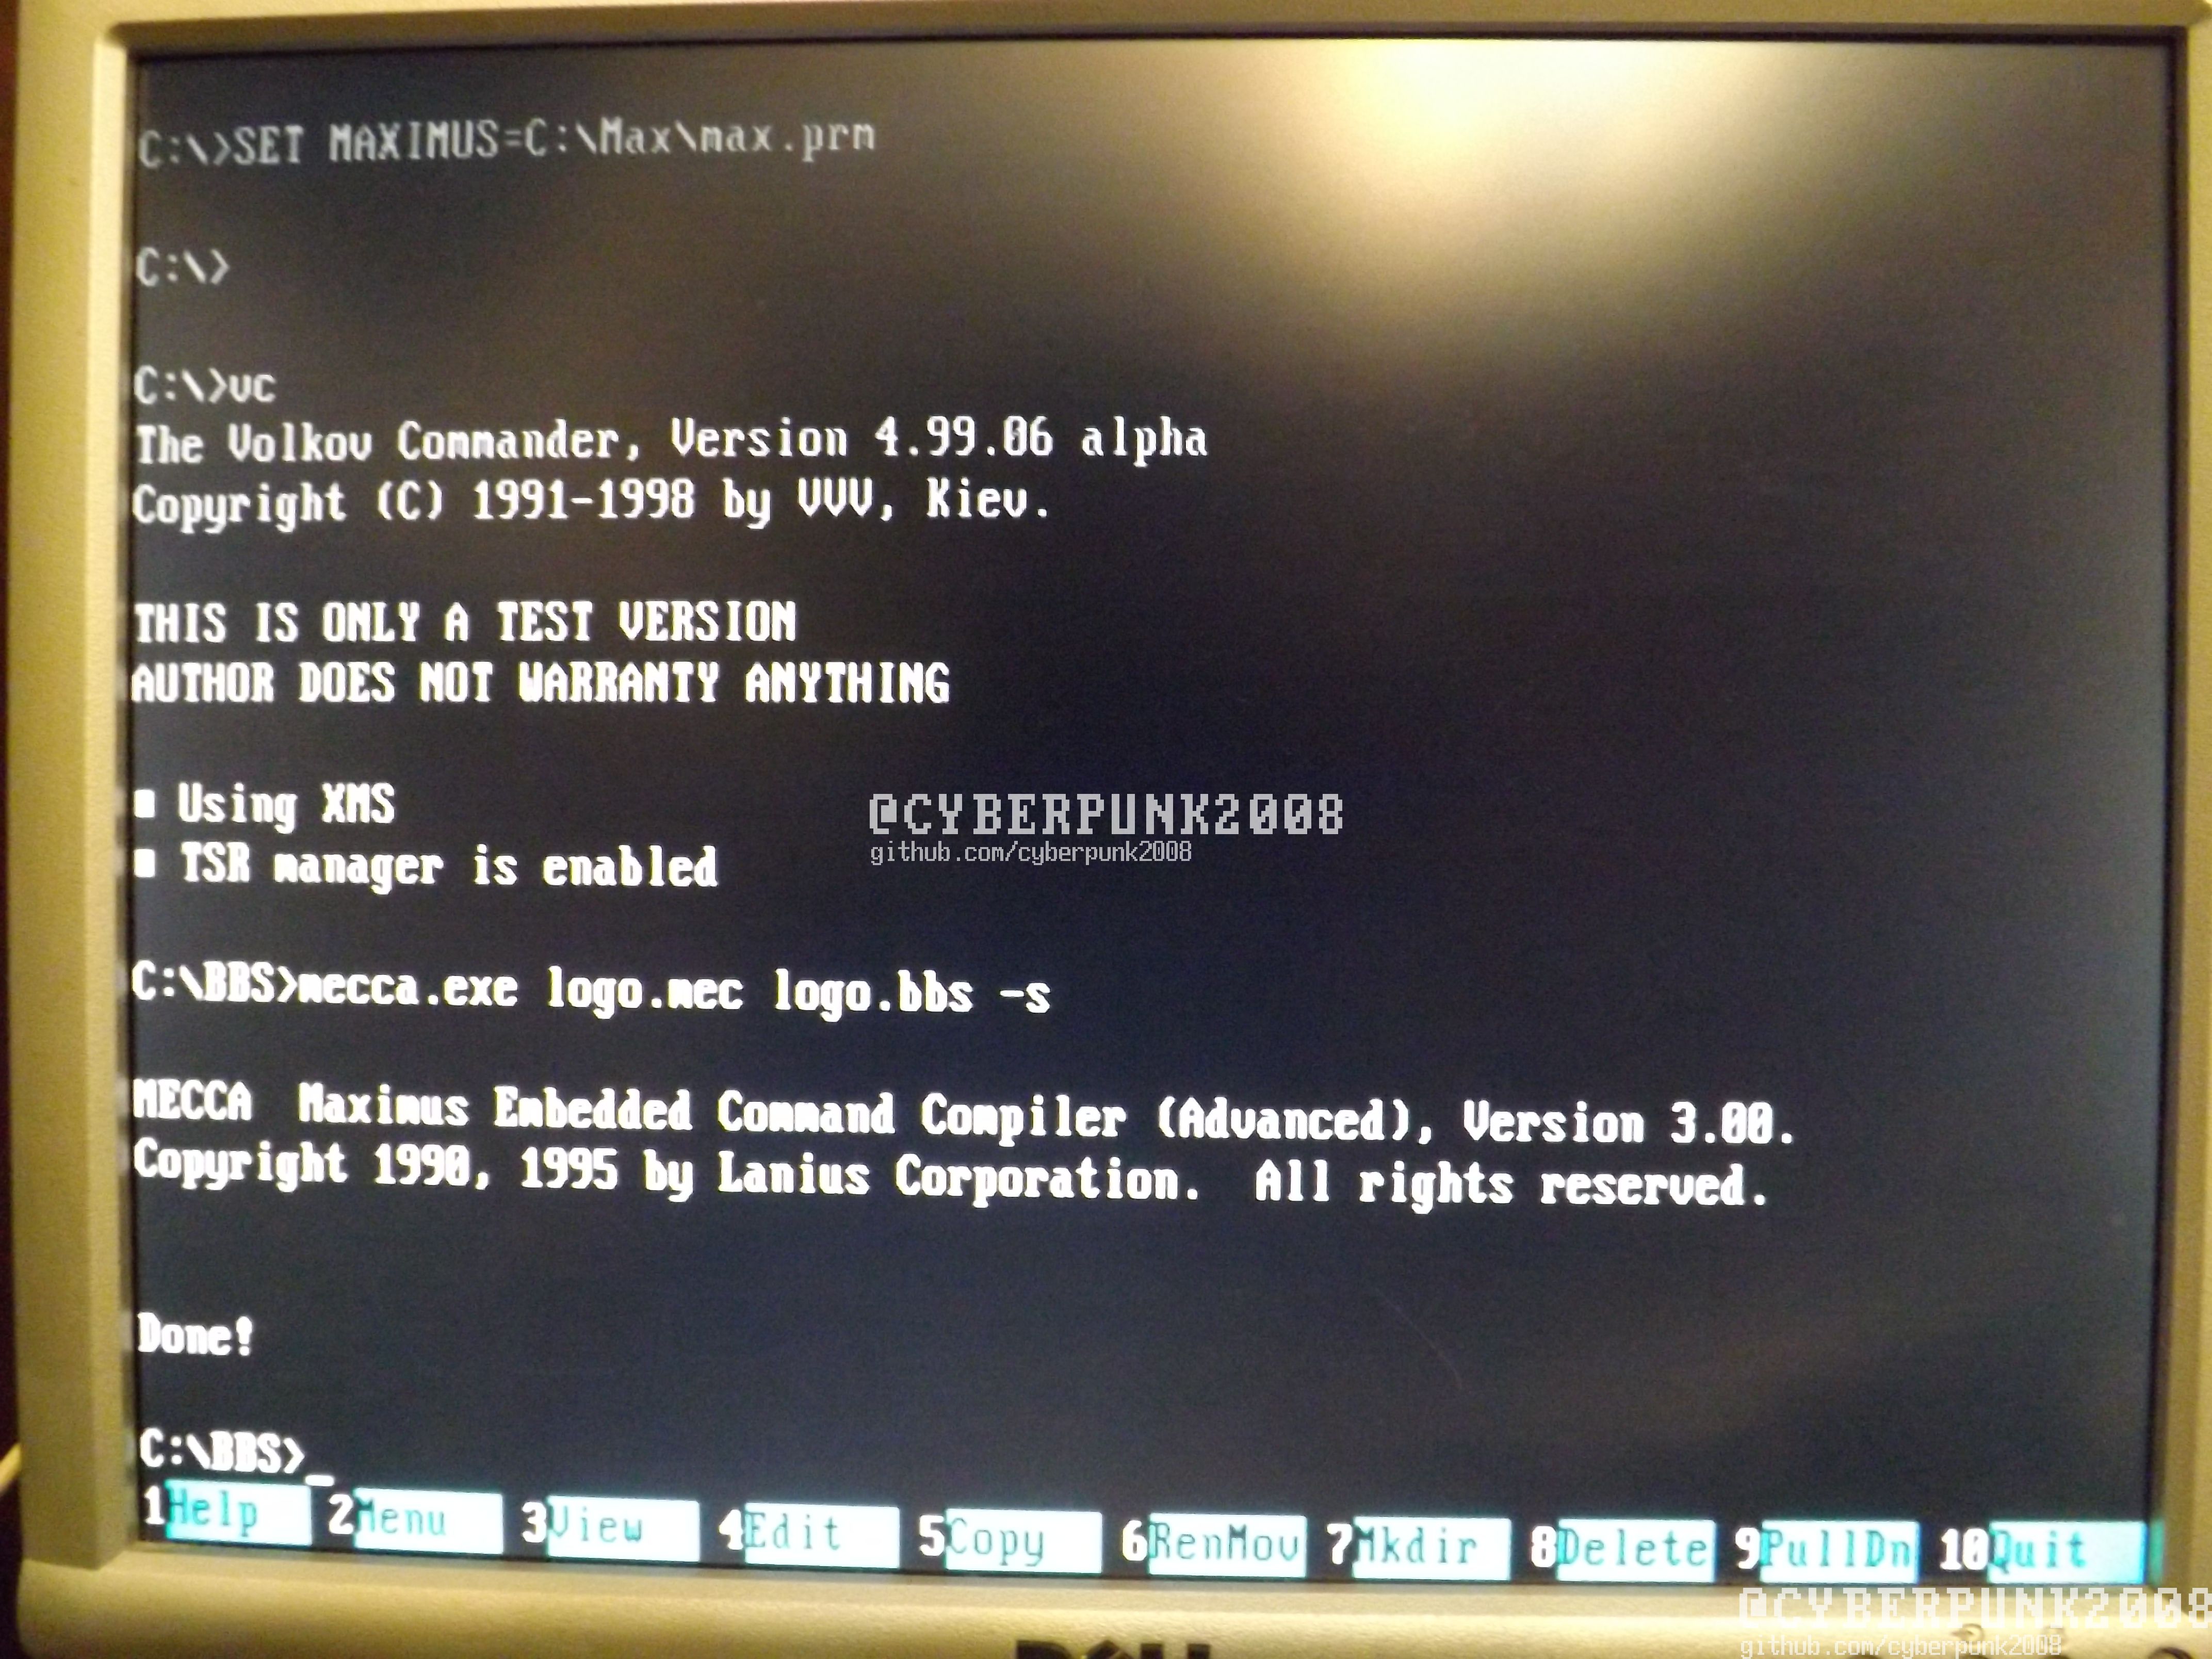 C:\>SET MAXIMUS=C:\Max\max.prm
C:\>
C:\>vc
The Volkov Commander, Version 4.99.06 alpha
Copyright (C) 1991-1998 by VVV, Kiev.
THIS IS ONLY A TEST VERSION
AUTHOR DOES NOT WARRANTY ANYTHING
■ Using XMS
■ TSR manager is enabled
@CYBERPUNK2008
github.com/cyberpunk2008
C:\BBS>mecca.exe logo.mec logo.bbs -s
MECCA  Maximus Embedded Command Compiler (Advanced), Version 3.00.
Copyright 1990, 1995 by Lanius Corporation.  All rights reserved.
Done!
C:\BBS>_
1Help 2Menu 3View 4Edit 5Copy 6RenMov 7Mkdir 8Delete 9PullDn 10Quit
@CYBERPUNK2008
github.com/cyberpunk2008
DELL